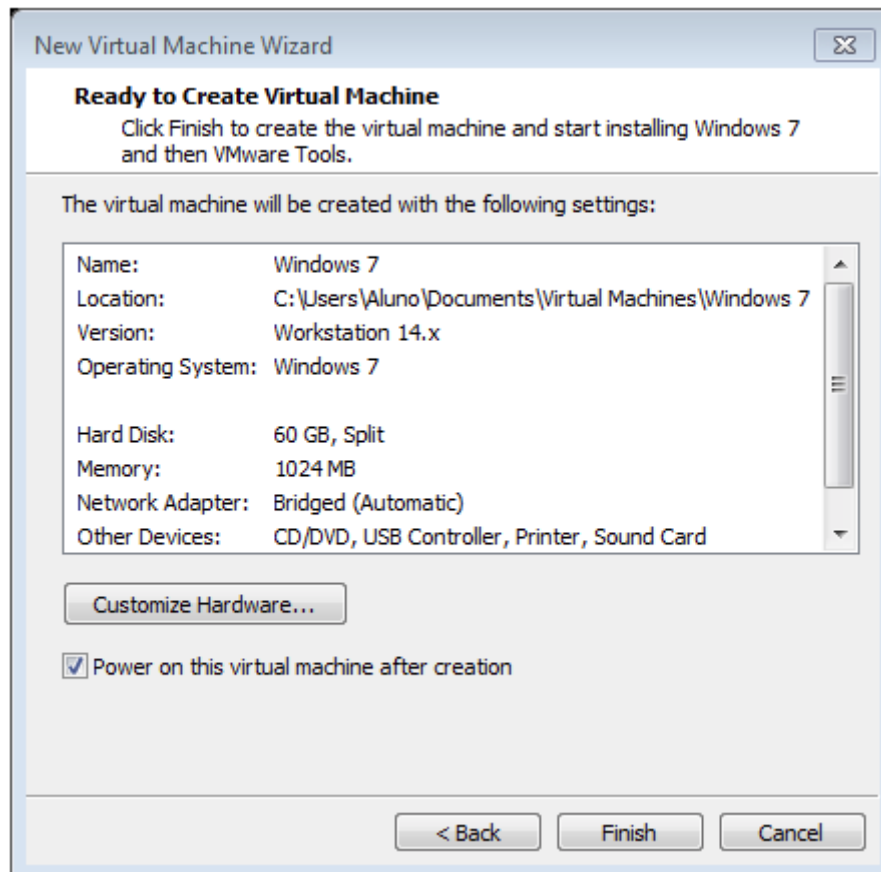 New Virtual Machine Wizard
Ready to Create Virtual Machine
Click Finish to create the virtual machine and start installing Windows 7
and then VMware Tools.
The virtual machine will be created with the following settings:
Name: Windows 7
Location: C:\Users\Aluno\Documents\Virtual Machines\Windows 7
Version: Workstation 14.x
Operating System: Windows 7
Hard Disk: 60 GB, Split
Memory: 1024 MB
Network Adapter: Bridged (Automatic)
Other Devices: CD/DVD, USB Controller, Printer, Sound Card
Customize Hardware...
Power on this virtual machine after creation
< Back Finish Cancel